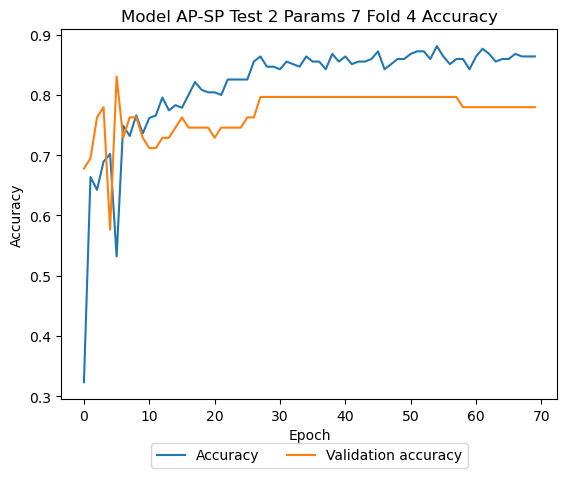 Model AP-SP Test 2 Params 7 Fold 4 Accuracy
0.9
0.8
0.7
0.6
0.5
0.4
0.3
Accuracy
0 10 20 30 40 50 60 70
Epoch
Accuracy Validation accuracy